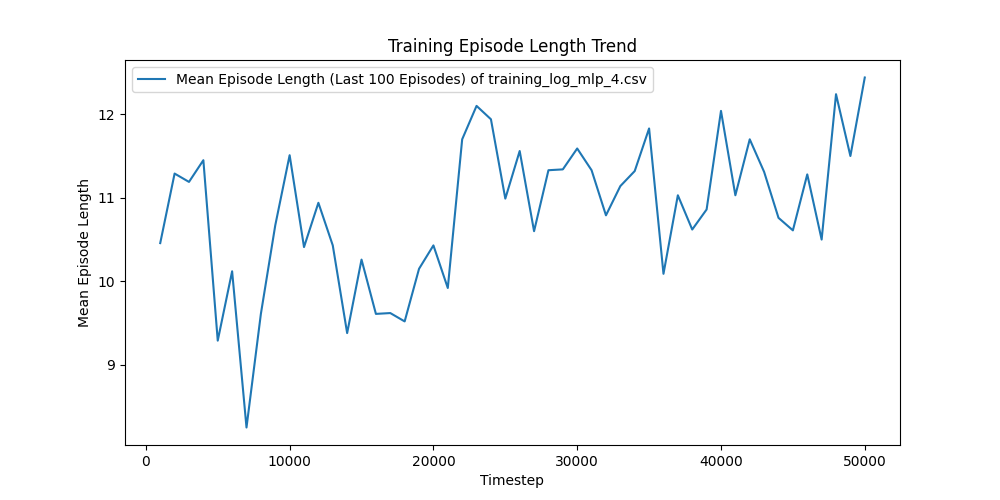 Training Episode Length Trend
Mean Episode Length (Last 100 Episodes) of training_log_mlp_4.csv
Mean Episode Length
12
11
10
9
0
10000
20000
30000
40000
50000
Timestep